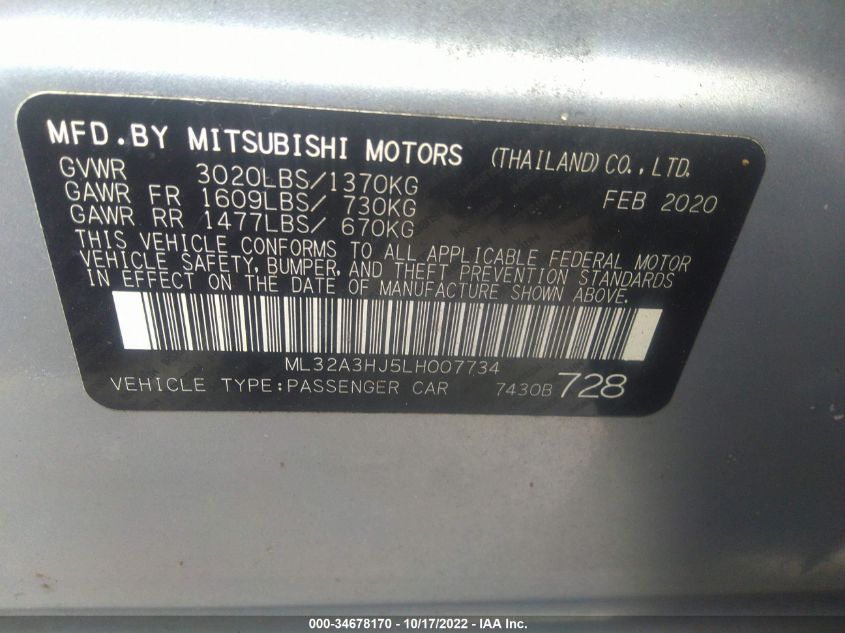 MFD.BY MITSUBISHI MOTORS (THAILAND) CO., LTD.
GVWR 3020LBS/1370KG FEB 2020
GAWR FR 1609LBS/ 730KG
GAWR RR 1477LBS/ 670KG
THIS VEHICLE CONFORMS TO ALL APPLICABLE FEDERAL MOTOR
VEHICLE SAFETY, BUMPER, AND THEFT PREVENTION STANDARDS
IN EFFECT ON THE DATE OF MANUFACTURE SHOWN ABOVE.
ML32A3HJ5LH007734
VEHICLE TYPE:PASSENGER CAR 7430B 728
000-34678170 - 10/17/2022 - IAA Inc.